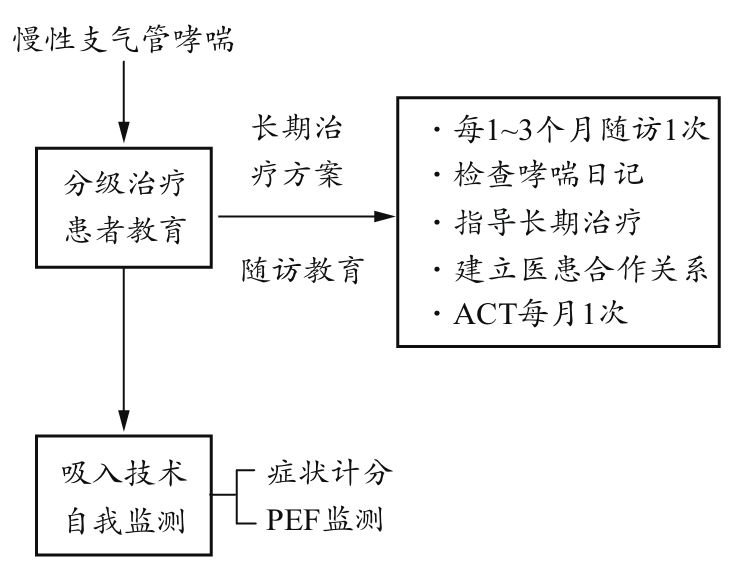 慢性支气管哮喘
分级治疗
患者教育
长期治
疗方案
随访教育
·每1~3个月随访1次
·检查哮喘日记
·指导长期治疗
·建立医患合作关系
·ACT每月1次
吸入技术
自我监测
症状计分
PEF监测